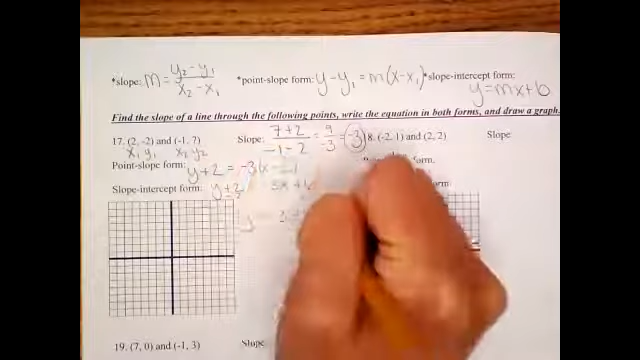 *slope: m = y₂ - y₁ / x₂ - x₁ *point-slope form: y - y₁ = m(x - x₁) *slope-intercept form: y = mx + b
Find the slope of a line through the following points, write the equation in both forms, and draw a graph.
17. (2, -2) and (-1, 7) Slope: 7+2 / -1-2 = 9 / -3 = -3 8. (-2, 1) and (2, 2) Slope:
x₁ y₁ x₂ y₂
Point-slope form: y + 2 = -3(x - form:
Slope-intercept form: y + 2 3x + form:
-2
y
19. (7, 0) and (-1, 3) Slope